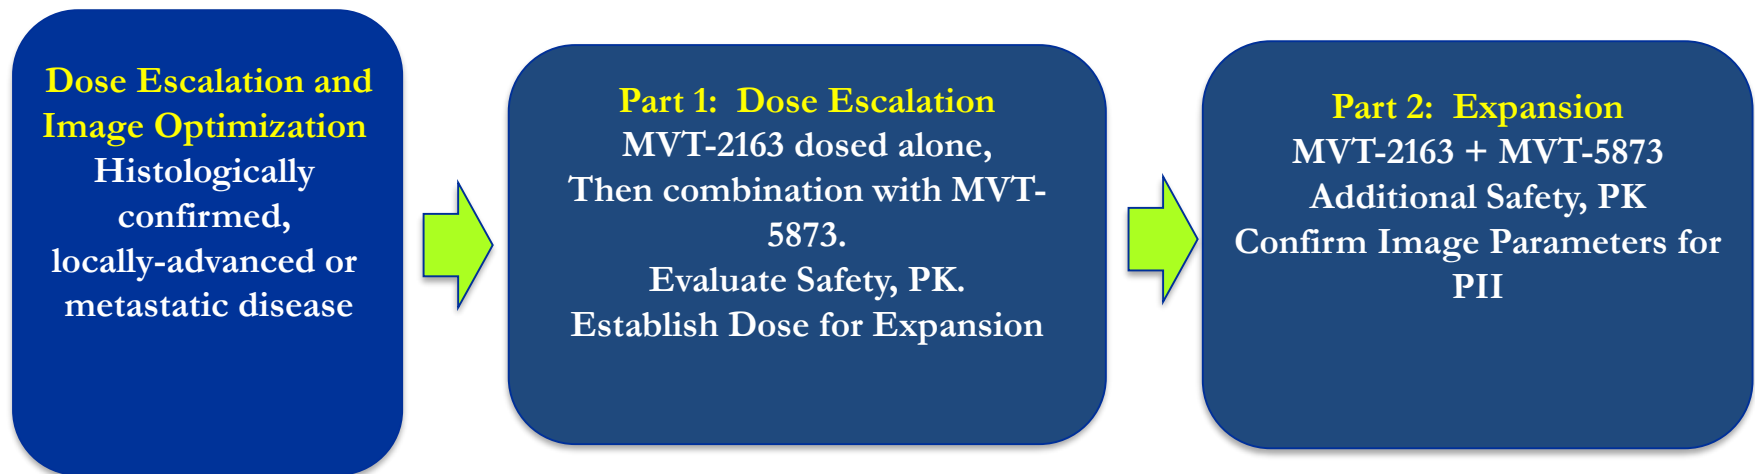 Dose Escalation and
Image Optimization
Histologically
confirmed,
locally-advanced or
metastatic disease
Part 1:  Dose Escalation
MVT-2163 dosed alone,
Then combination with MVT-
5873.
Evaluate Safety, PK.
Establish Dose for Expansion
Part 2:  Expansion
MVT-2163 + MVT-5873
Additional Safety, PK
Confirm Image Parameters for
PII